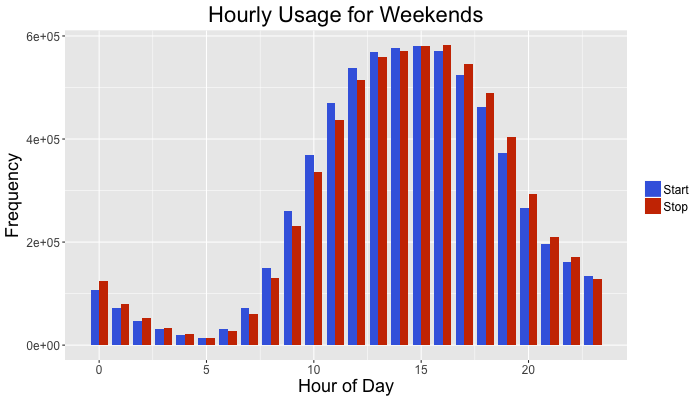 Hourly Usage for Weekends
6e+05
4e+05
2e+05
0e+00
Frequency
0
5
10
15
20
Hour of Day
Start
Stop